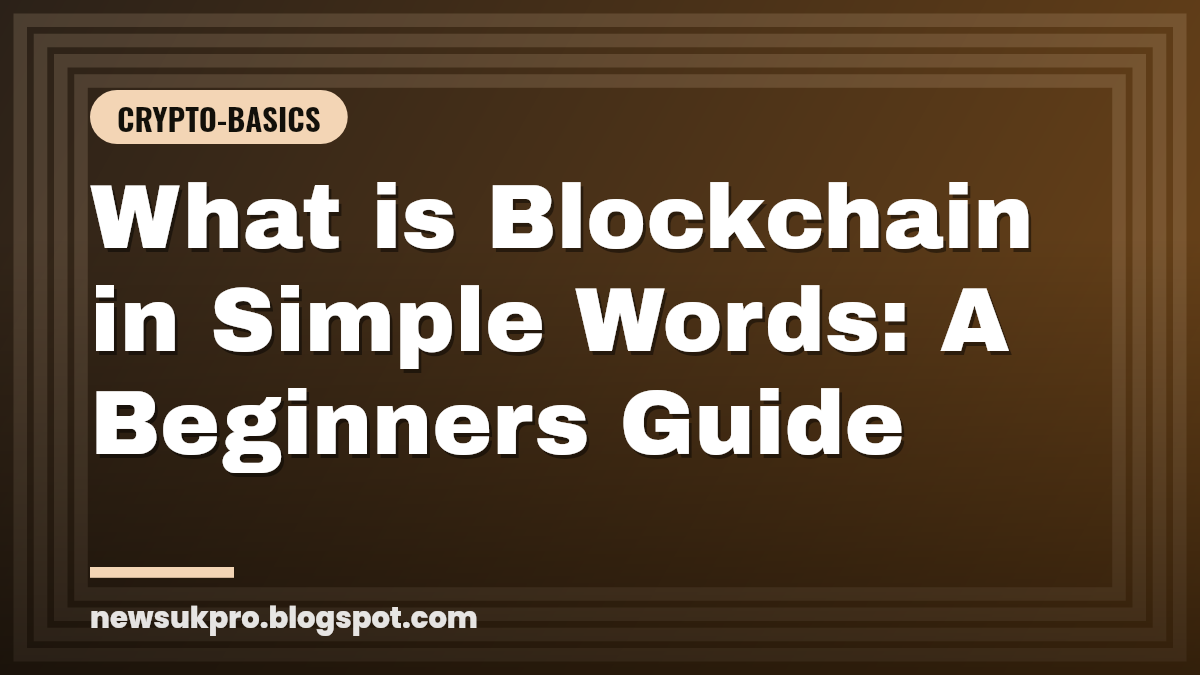 CRYPTO-BASICS
What is Blockchain
in Simple Words: A
Beginners Guide
newsukpro.blogspot.com